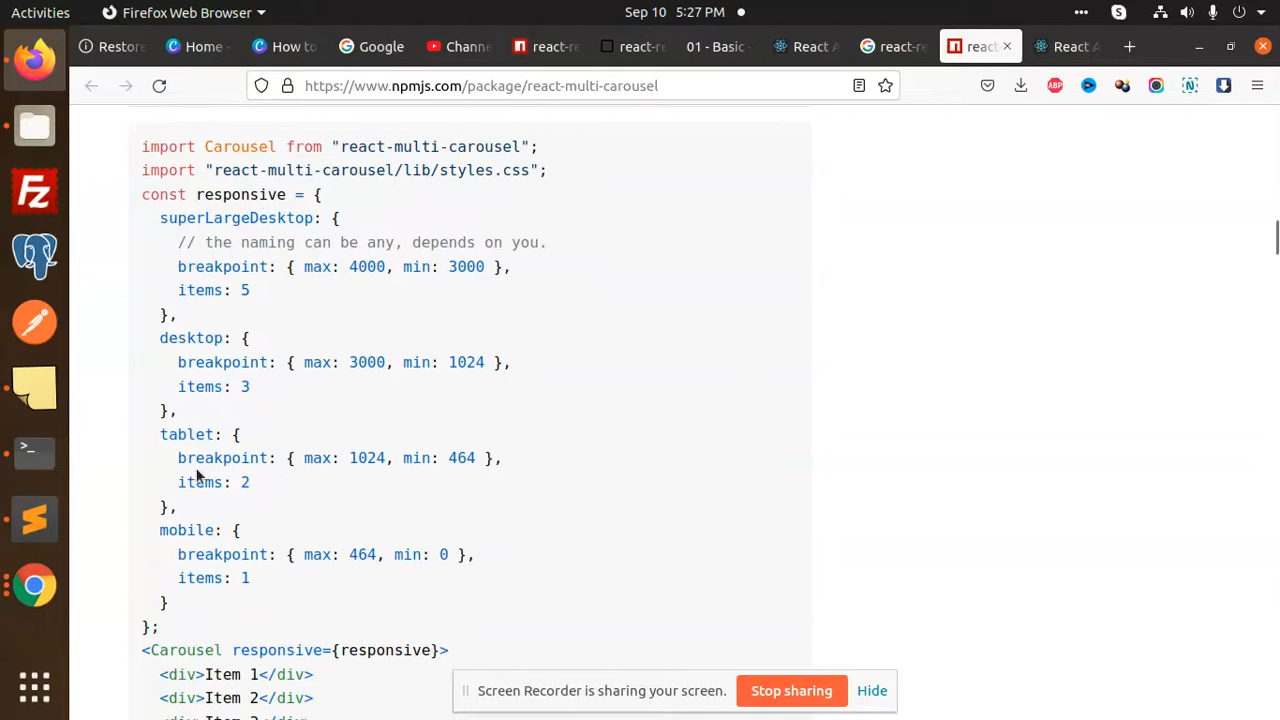 Activities
Firefox Web Browser
Sep 10 5:27 PM
Restore
Home -
How to
Google
Chann
react-re
react-re
01 - Basic
React A
react-re
react
React A
https://www.npmjs.com/package/react-multi-carousel
ABP
import Carousel from "react-multi-carousel";
import "react-multi-carousel/lib/styles.css";
const responsive = {
superLargeDesktop: {
// the naming can be any, depends on you.
breakpoint: { max: 4000, min: 3000 },
items: 5
},
desktop: {
breakpoint: { max: 3000, min: 1024 },
items: 3
},
tablet: {
breakpoint: { max: 1024, min: 464 },
items: 2
},
mobile: {
breakpoint: { max: 464, min: 0 },
items: 1
}
};
<Carousel responsive={responsive}>
<div>Item 1</div>
<div>Item 2</div>
Screen Recorder is sharing your screen.
Stop sharing
Hide